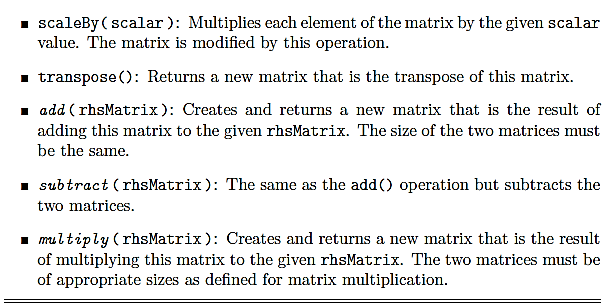 ▪ scaleBy( scalar ): Multiplies each element of the matrix by the given scalar
value. The matrix is modified by this operation.
▪ transpose(): Returns a new matrix that is the transpose of this matrix.
▪ add( rhsMatrix ): Creates and returns a new matrix that is the result of
adding this matrix to the given rhsMatrix. The size of the two matrices must
be the same.
▪ subtract( rhsMatrix ): The same as the add() operation but subtracts the
two matrices.
▪ multiply( rhsMatrix ): Creates and returns a new matrix that is the result
of multiplying this matrix to the given rhsMatrix. The two matrices must be
of appropriate sizes as defined for matrix multiplication.